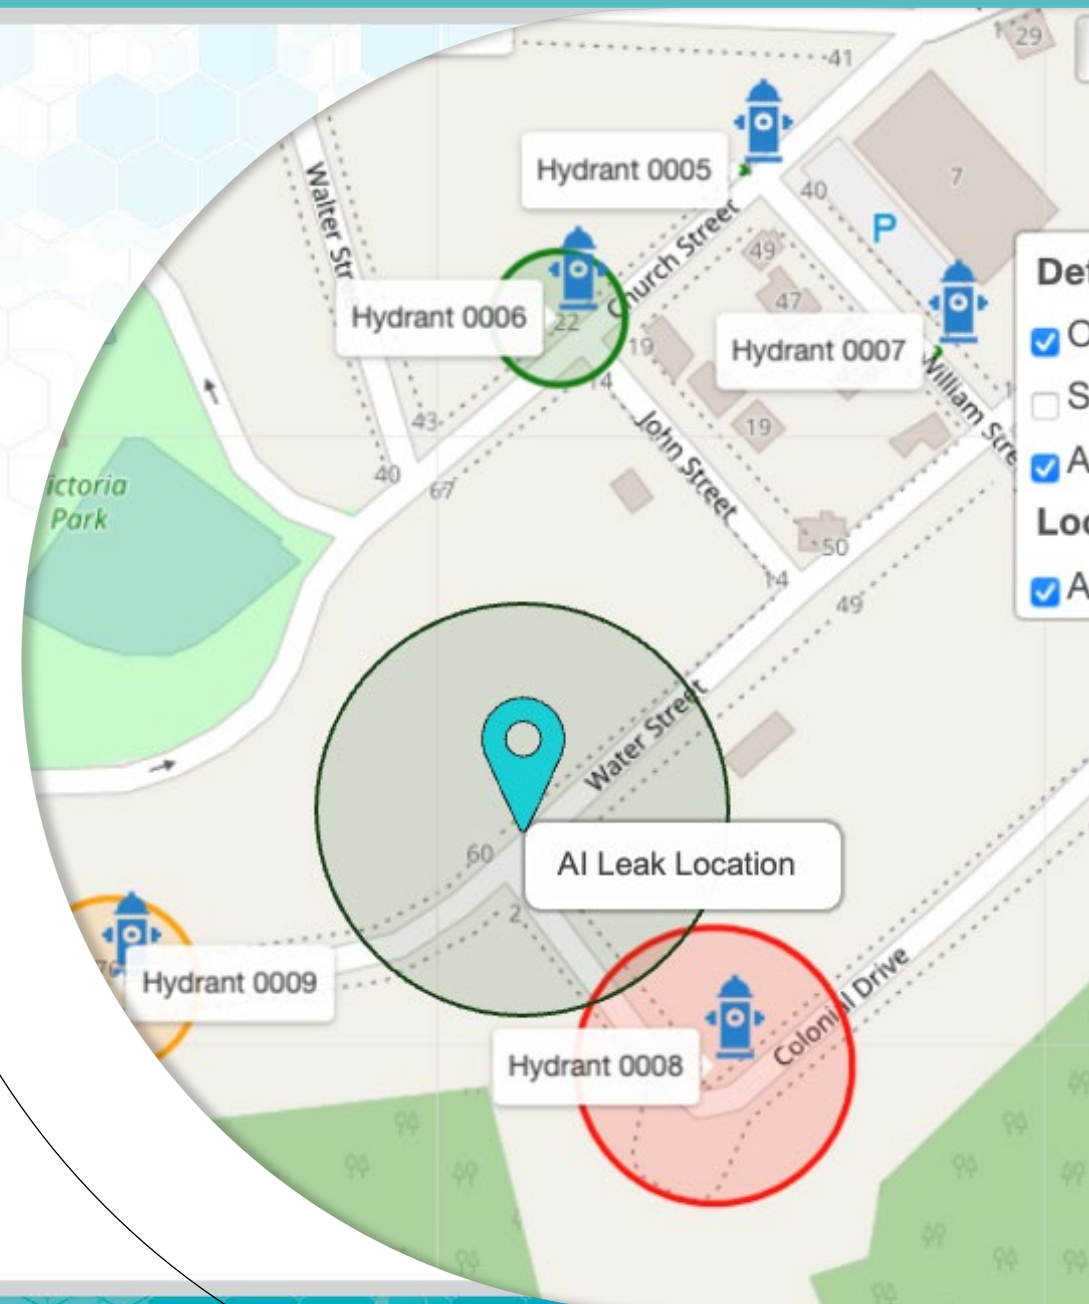 41
29
Hydrant 0005
7
40
P
Walter Str
Church Street
49
Hydrant 0006
22
47
19
Hydrant 0007
William Stre
14
43
John Street
19
40
67
ictoria
Park
50
14
49
Water Street
60
AI Leak Location
2
Hydrant 0009
Colonial Drive
Hydrant 0008
Det
O
S
A
Loc
A